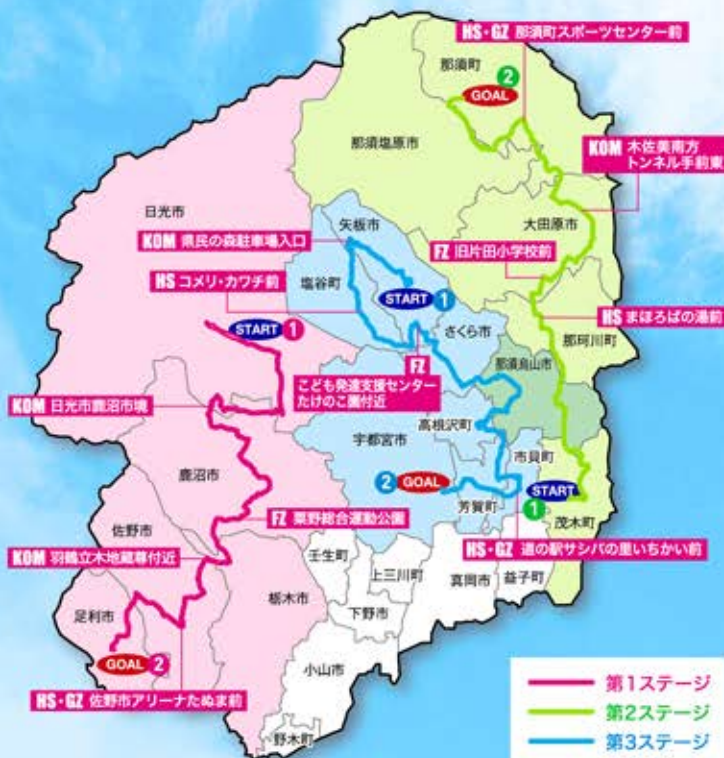 HS・GZ 那須町スポーツセンター前
那須町
2
GOAL
那須塩原市
KOM 木佐美南方
トンネル手前東
日光市
矢板市
大田原市
KOM 県民の森駐車場入口
FZ 旧片田小学校前
塩谷町
HS コメリ・カワチ前
START 1
さくら市
START 1
HS まほろばの湯前
那珂川町
FZ
こども発達支援センター
たけのこ園付近
那須烏山市
KOM 日光市鹿沼市境
高根沢町
宇都宮市
市貝町
鹿沼市
2 GOAL
START
1
芳賀町
茂木町
FZ 粟野総合運動公園
佐野市
KOM 羽鶴立木地蔵尊付近
HS・GZ 道の駅サシバの里いちかい前
壬生町
上三川町
真岡市
益子町
足利市
栃木市
下野市
GOAL 2
小山市
HS・GZ 佐野市アリーナたぬま前
野木町
第1ステージ
第2ステージ
第3ステージ